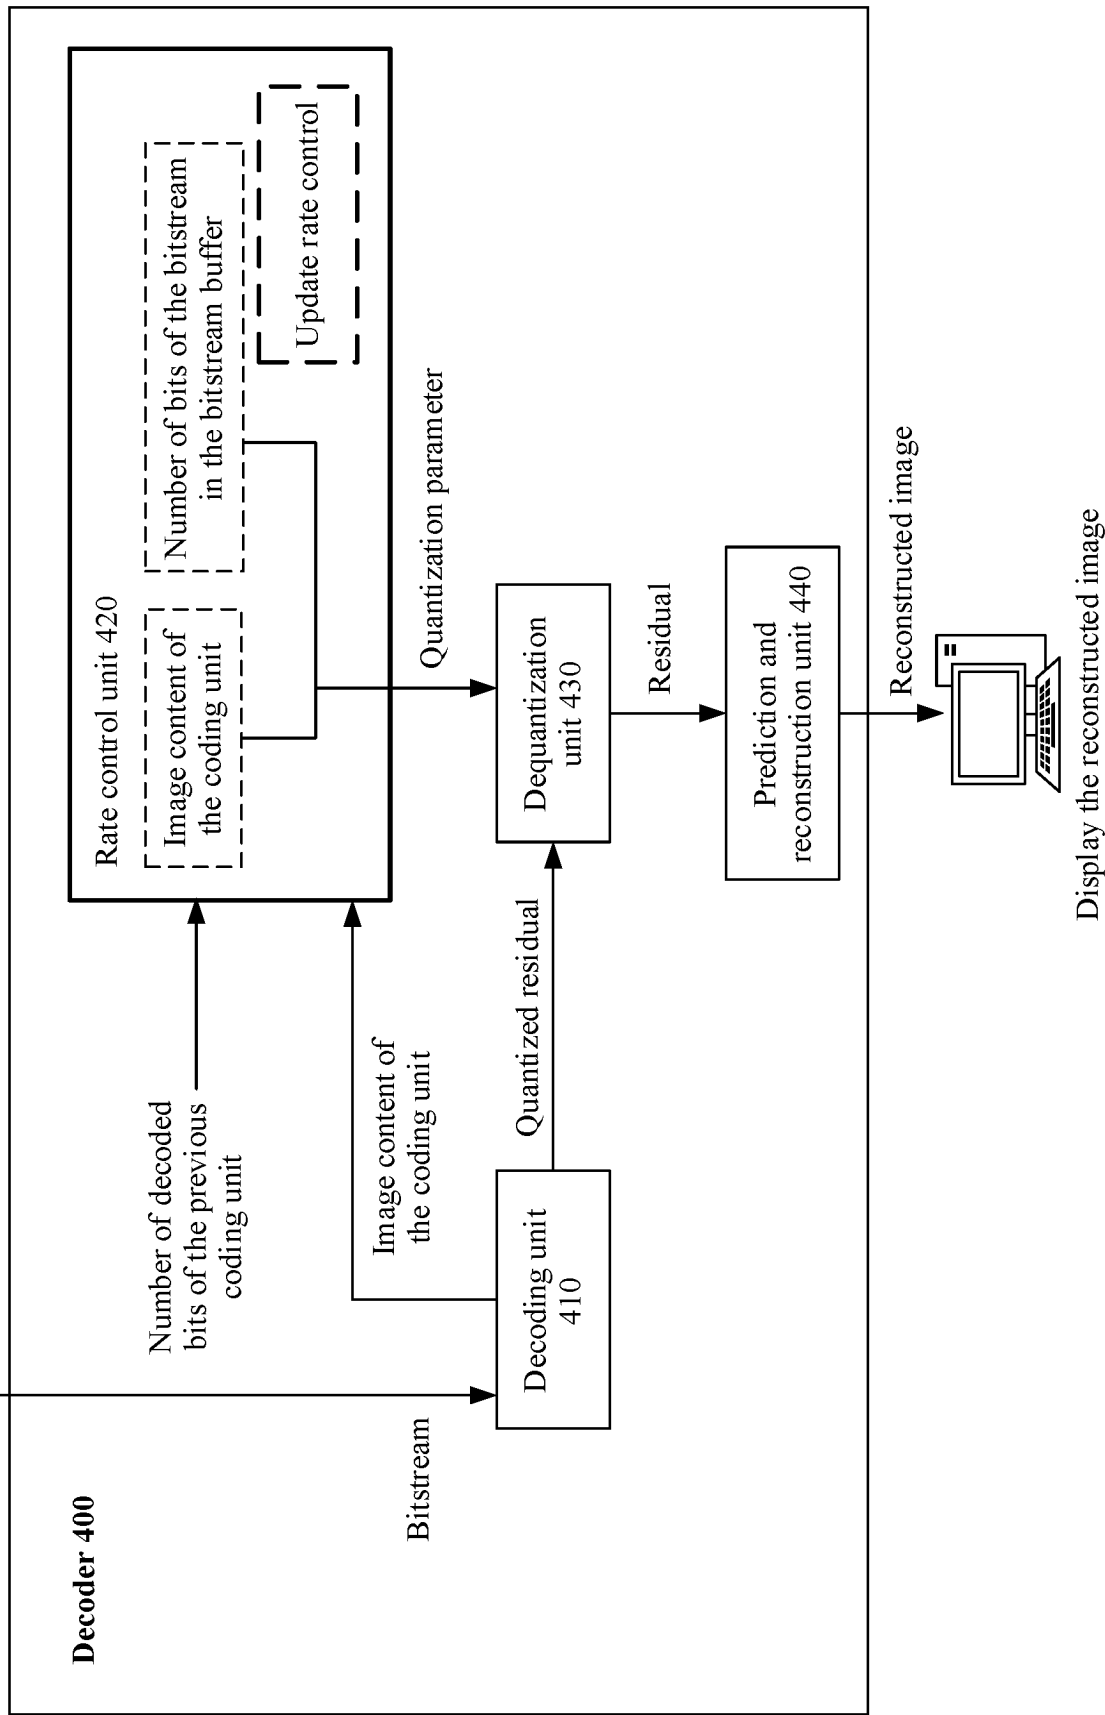 Decoder 400
Bitstream
Number of decoded
bits of the previous
coding unit
Image content of
the coding unit
Decoding unit
410
Quantized residual
Rate control unit 420
Image content of
the coding unit
Number of bits of the bitstream
in the bitstream buffer
Update rate control
Quantization parameter
Dequantization
unit 430
Residual
Prediction and
reconstruction unit 440
Reconstructed image
Display the reconstructed image